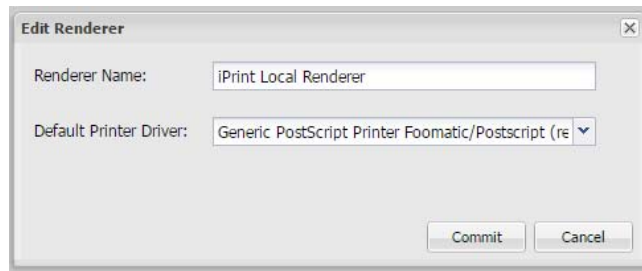 Edit Renderer
Renderer Name: iPrint Local Renderer
Default Printer Driver: Generic PostScript Printer Foomatic/Postscript (re
Commit Cancel